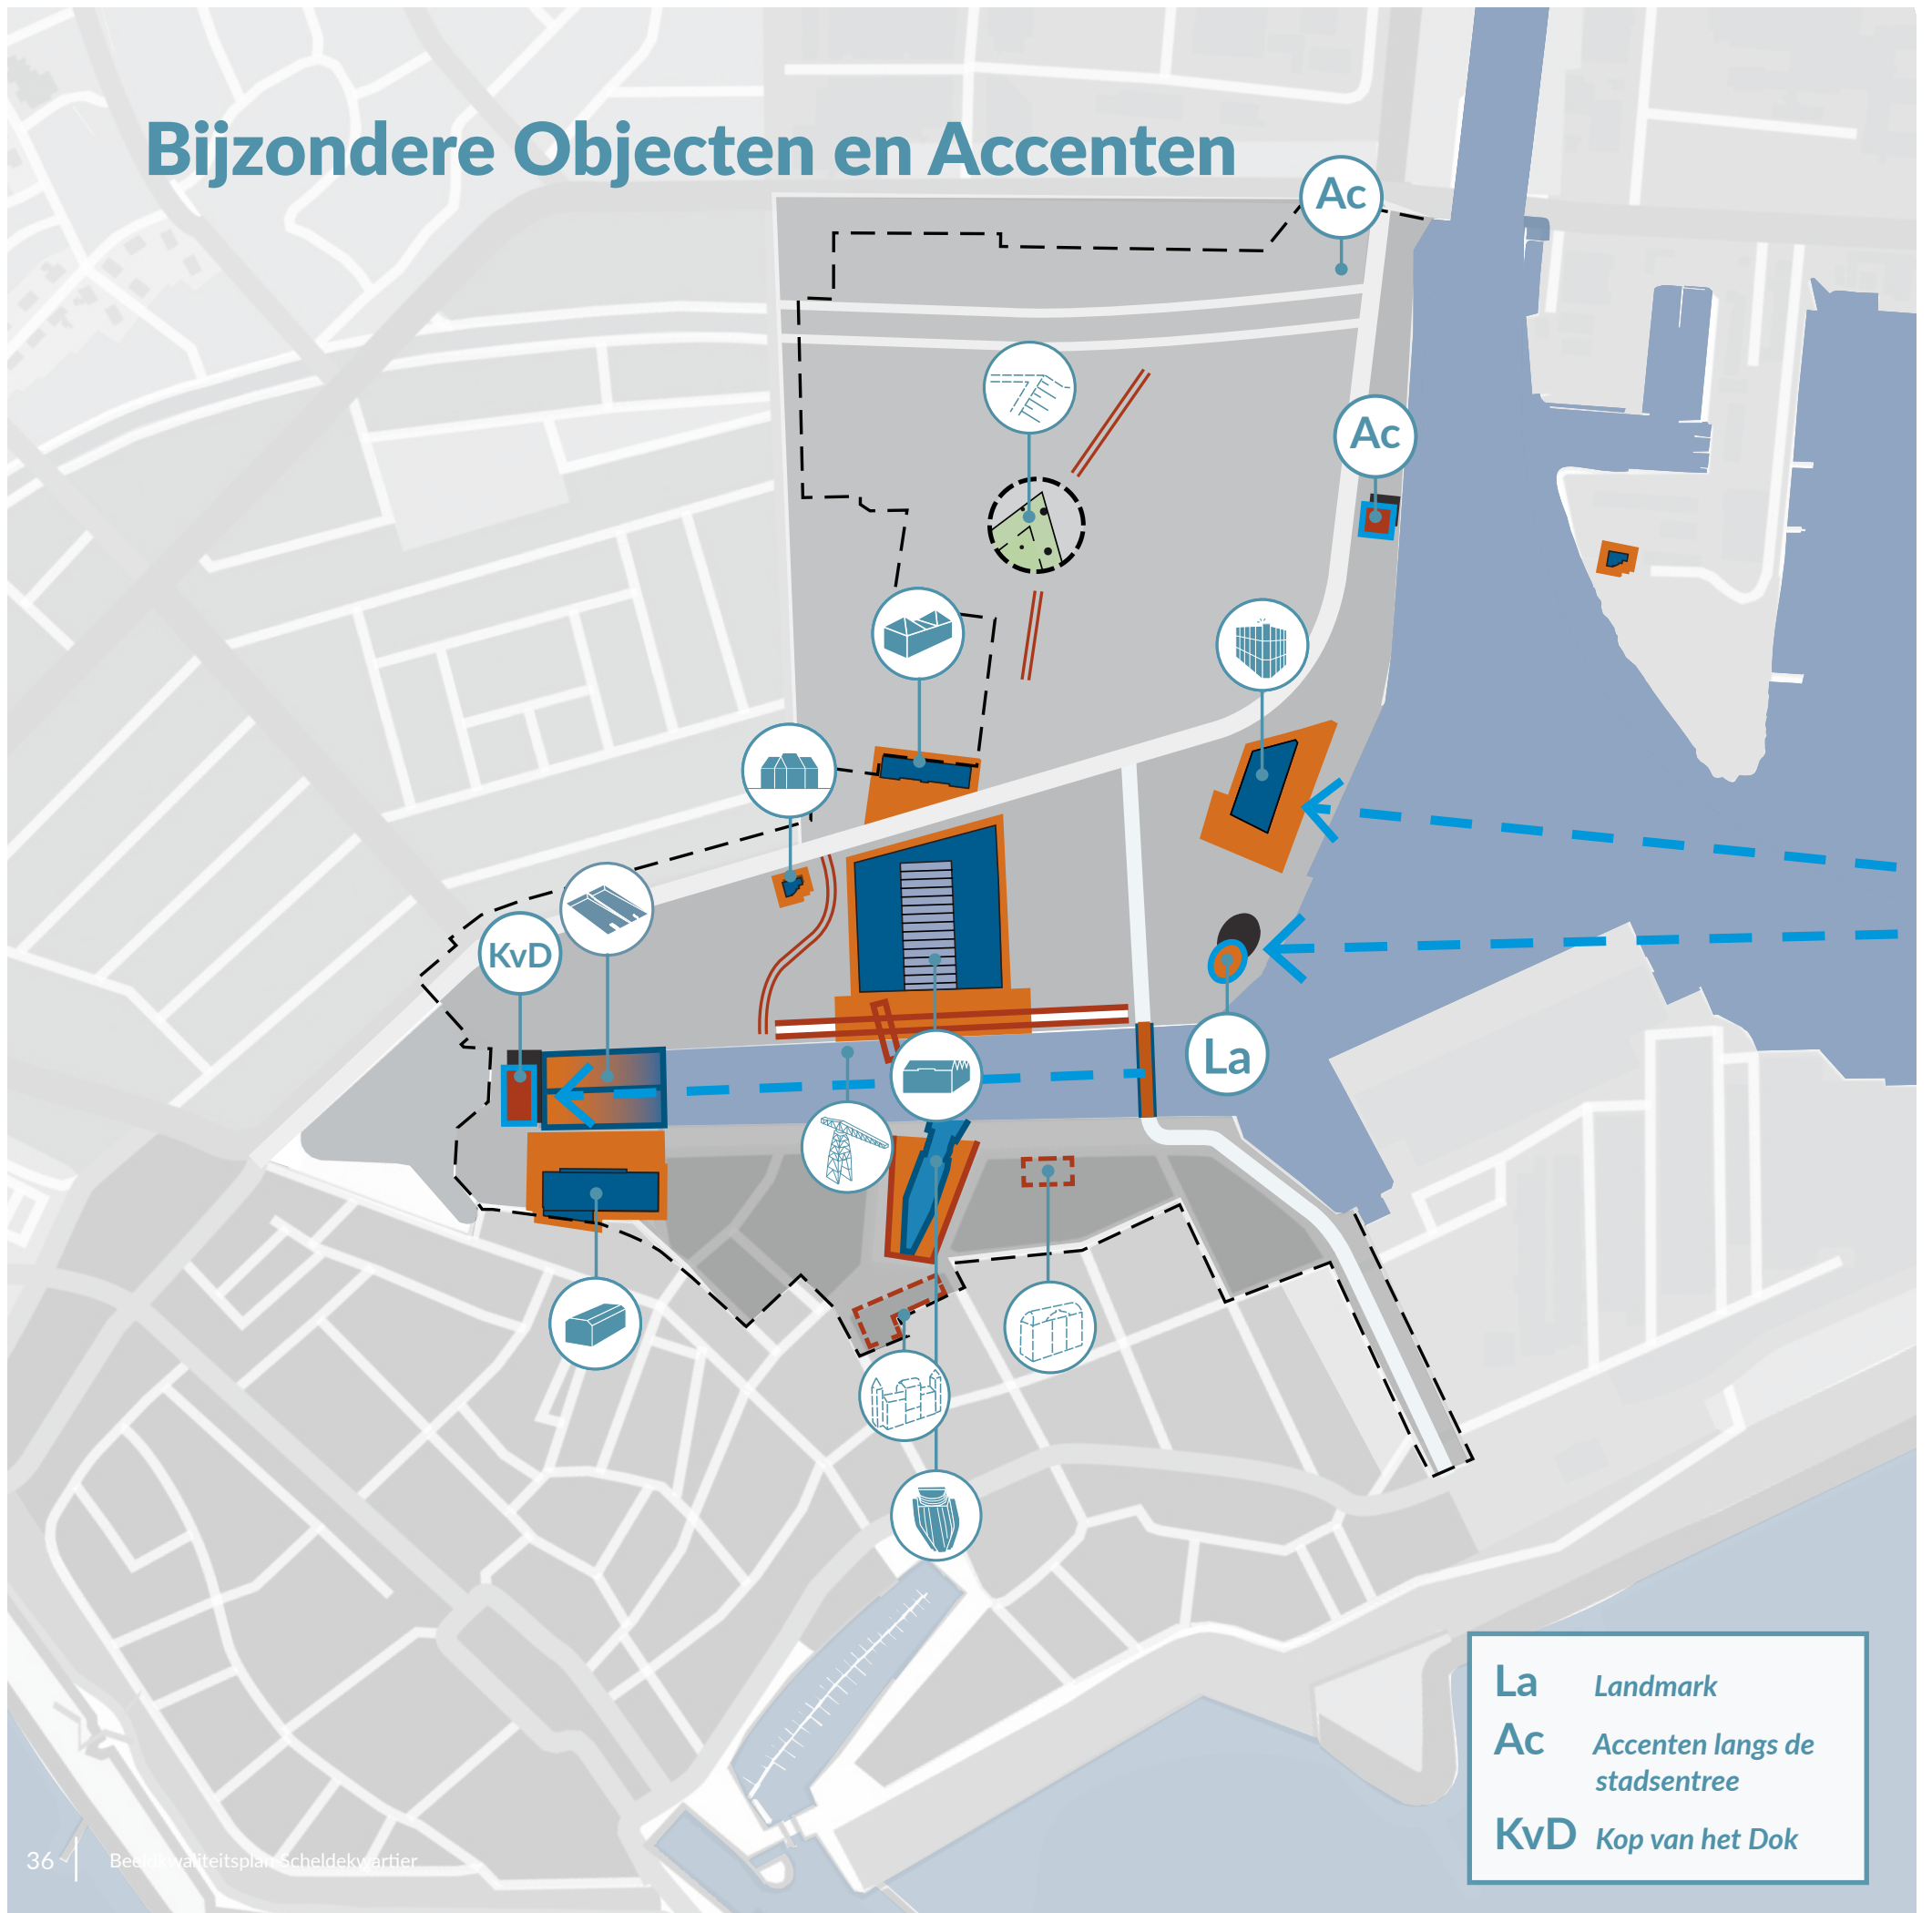 Bijzondere Objecten en Accenten
Ac
Ac
KvD
La
La Landmark
Ac Accenten langs de
stadsentree
KvD Kop van het Dok
36 Beeldkwaliteitsplan Scheldekwartier